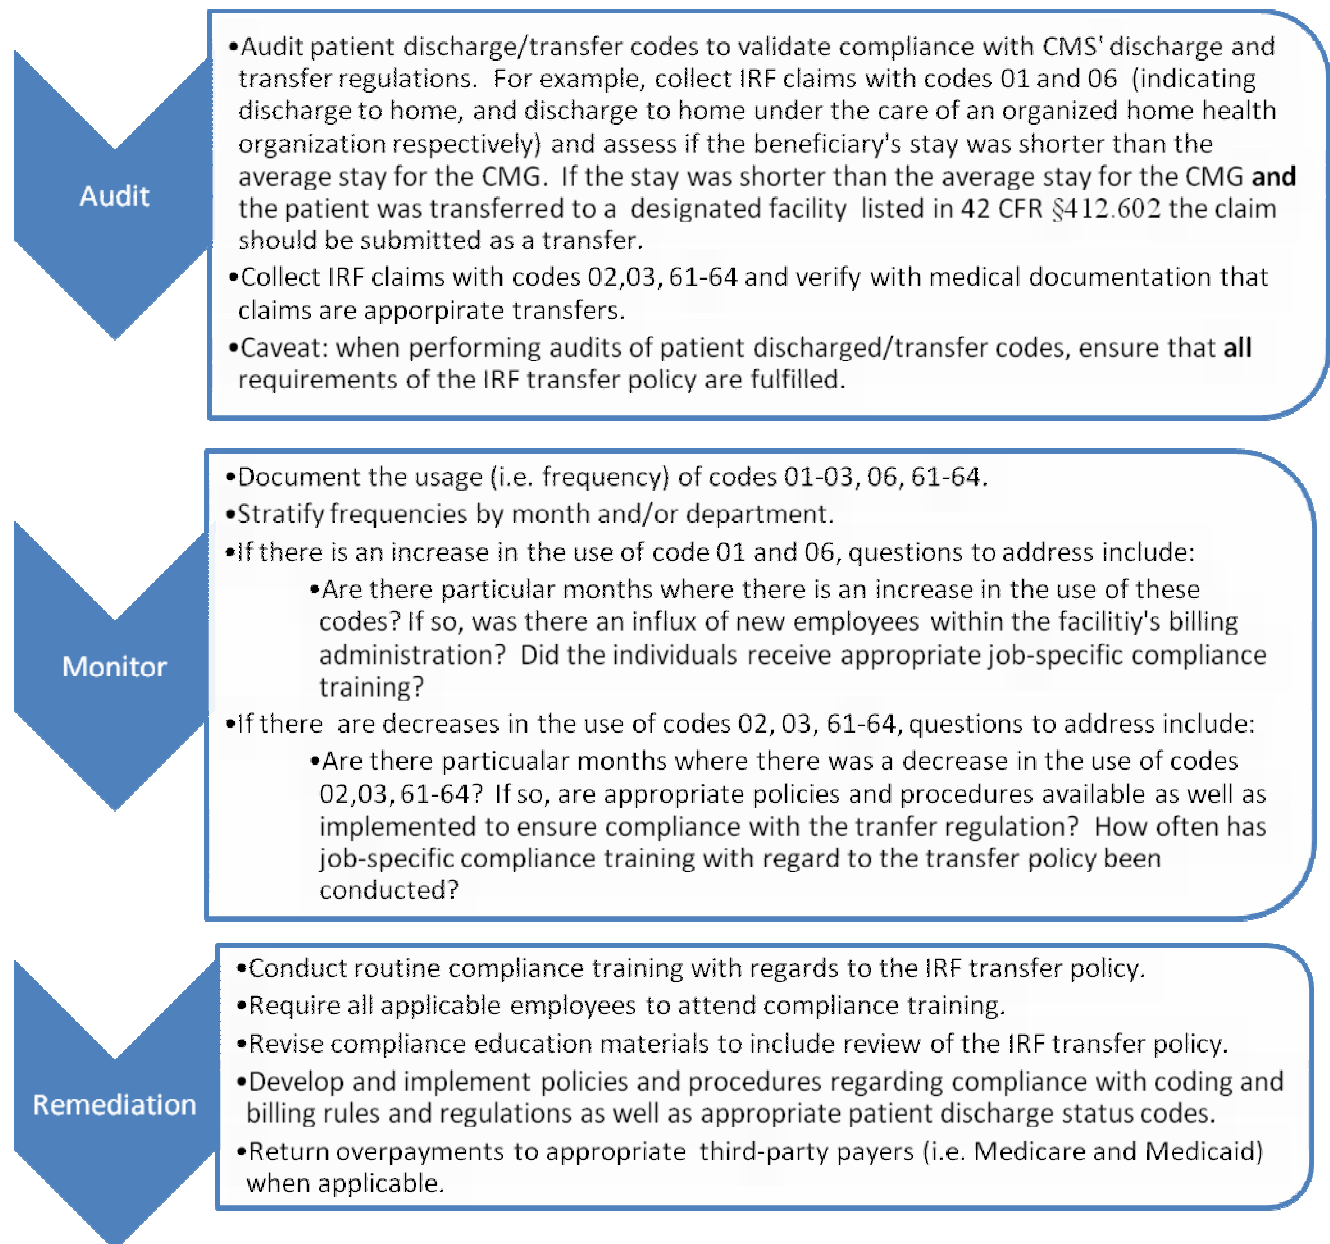 Audit
•Audit patient discharge/transfer codes to validate compliance with CMS' discharge and
transfer regulations. For example, collect IRF claims with codes 01 and 06 (indicating
discharge to home, and discharge to home under the care of an organized home health
organization respectively) and assess if the beneficiary's stay was shorter than the
average stay for the CMG. If the stay was shorter than the average stay for the CMG and
the patient was transferred to a designated facility listed in 42 CFR §412.602 the claim
should be submitted as a transfer.
•Collect IRF claims with codes 02,03, 61-64 and verify with medical documentation that
claims are apporpirate transfers.
•Caveat: when performing audits of patient discharged/transfer codes, ensure that all
requirements of the IRF transfer policy are fulfilled.
Monitor
•Document the usage (i.e. frequency) of codes 01-03, 06, 61-64.
•Stratify frequencies by month and/or department.
•If there is an increase in the use of code 01 and 06, questions to address include:
•Are there particular months where there is an increase in the use of these
codes? If so, was there an influx of new employees within the facilitiy's billing
administration? Did the individuals receive appropriate job-specific compliance
training?
•If there are decreases in the use of codes 02, 03, 61-64, questions to address include:
•Are there particualar months where there was a decrease in the use of codes
02,03, 61-64? If so, are appropriate policies and procedures available as well as
implemented to ensure compliance with the tranfer regulation? How often has
job-specific compliance training with regard to the transfer policy been
conducted?
Remediation
•Conduct routine compliance training with regards to the IRF transfer policy.
•Require all applicable employees to attend compliance training.
•Revise compliance education materials to include review of the IRF transfer policy.
•Develop and implement policies and procedures regarding compliance with coding and
billing rules and regulations as well as appropriate patient discharge status codes.
•Return overpayments to appropriate third-party payers (i.e. Medicare and Medicaid)
when applicable.